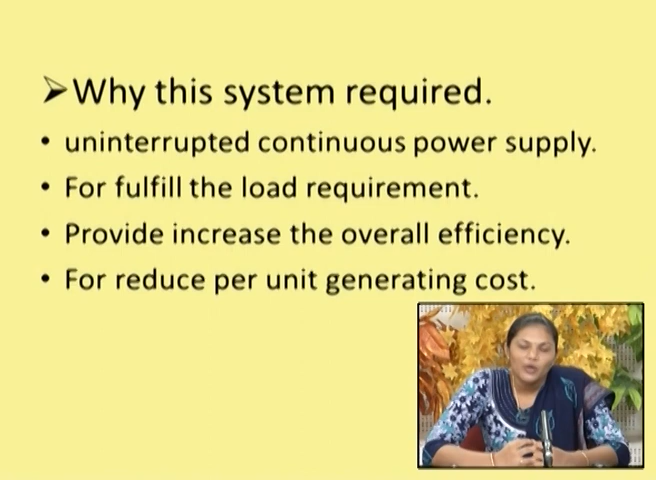 ➢Why this system required.
• uninterrupted continuous power supply.
• For fulfill the load requirement.
• Provide increase the overall efficiency.
• For reduce per unit generating cost.